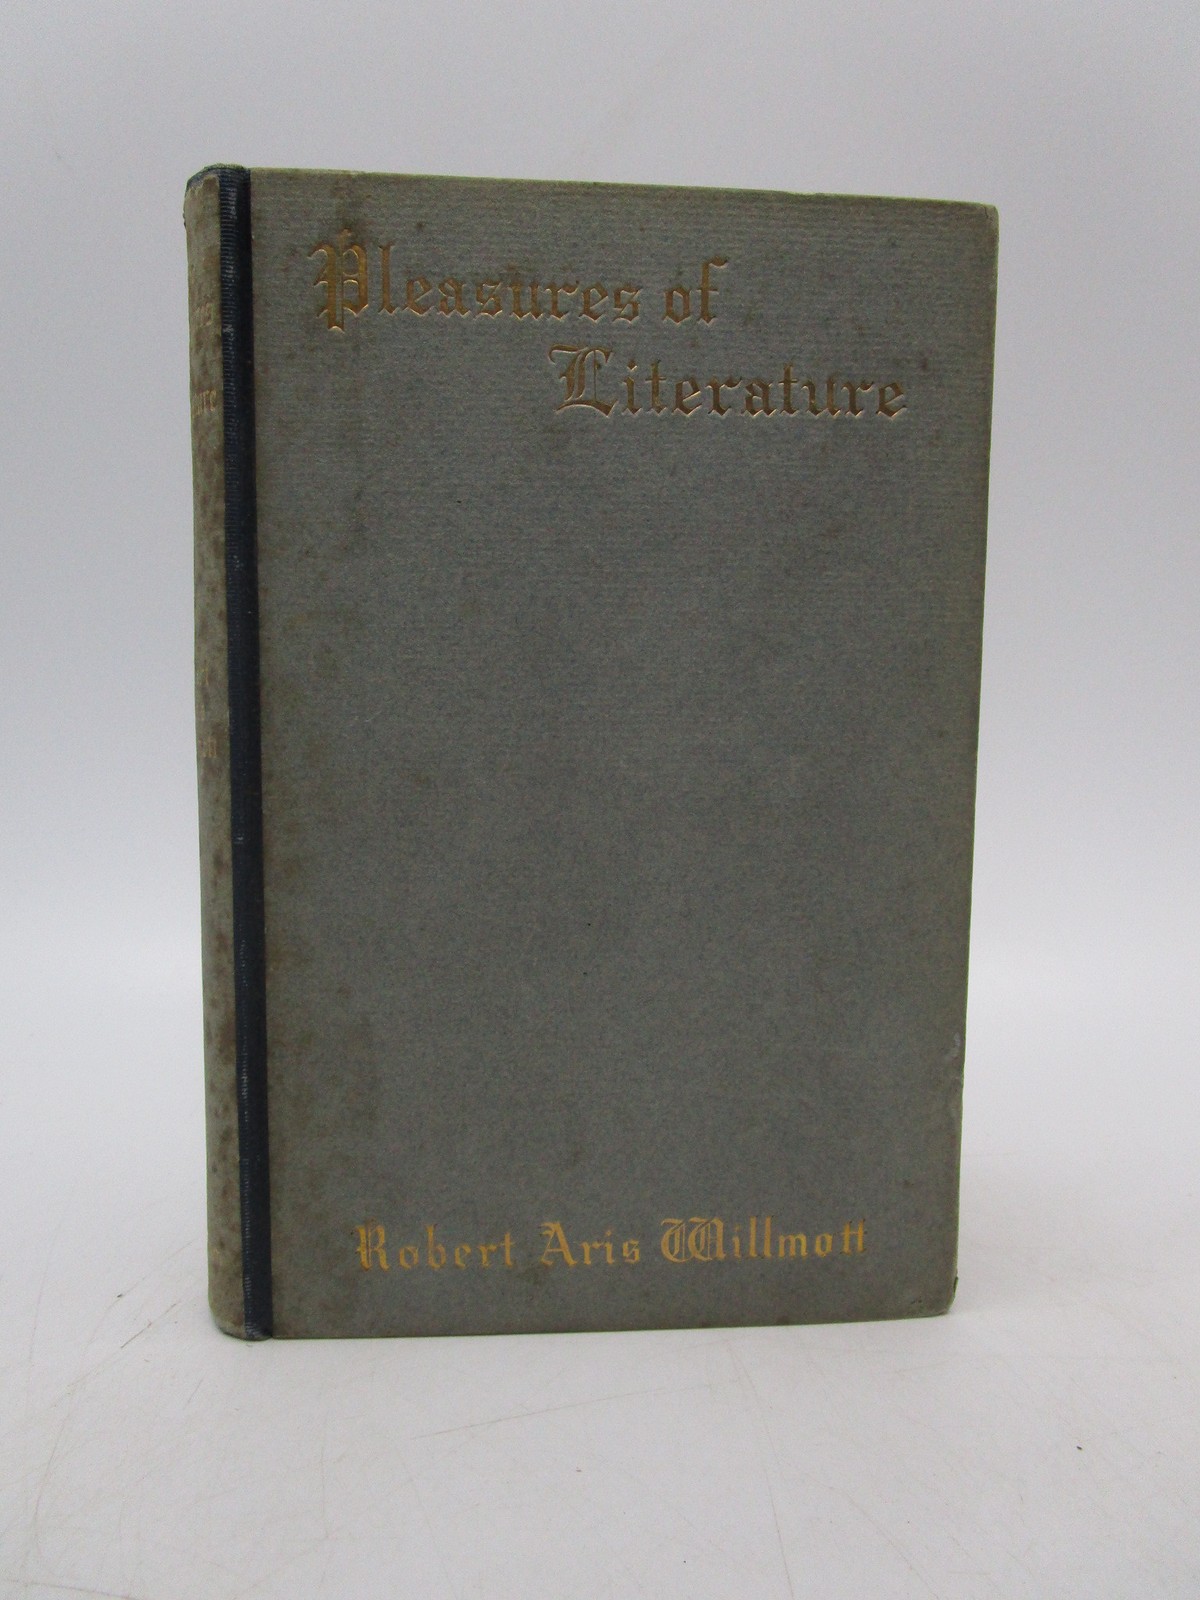 Pleasures of
Literature
Robert Aris Willmott